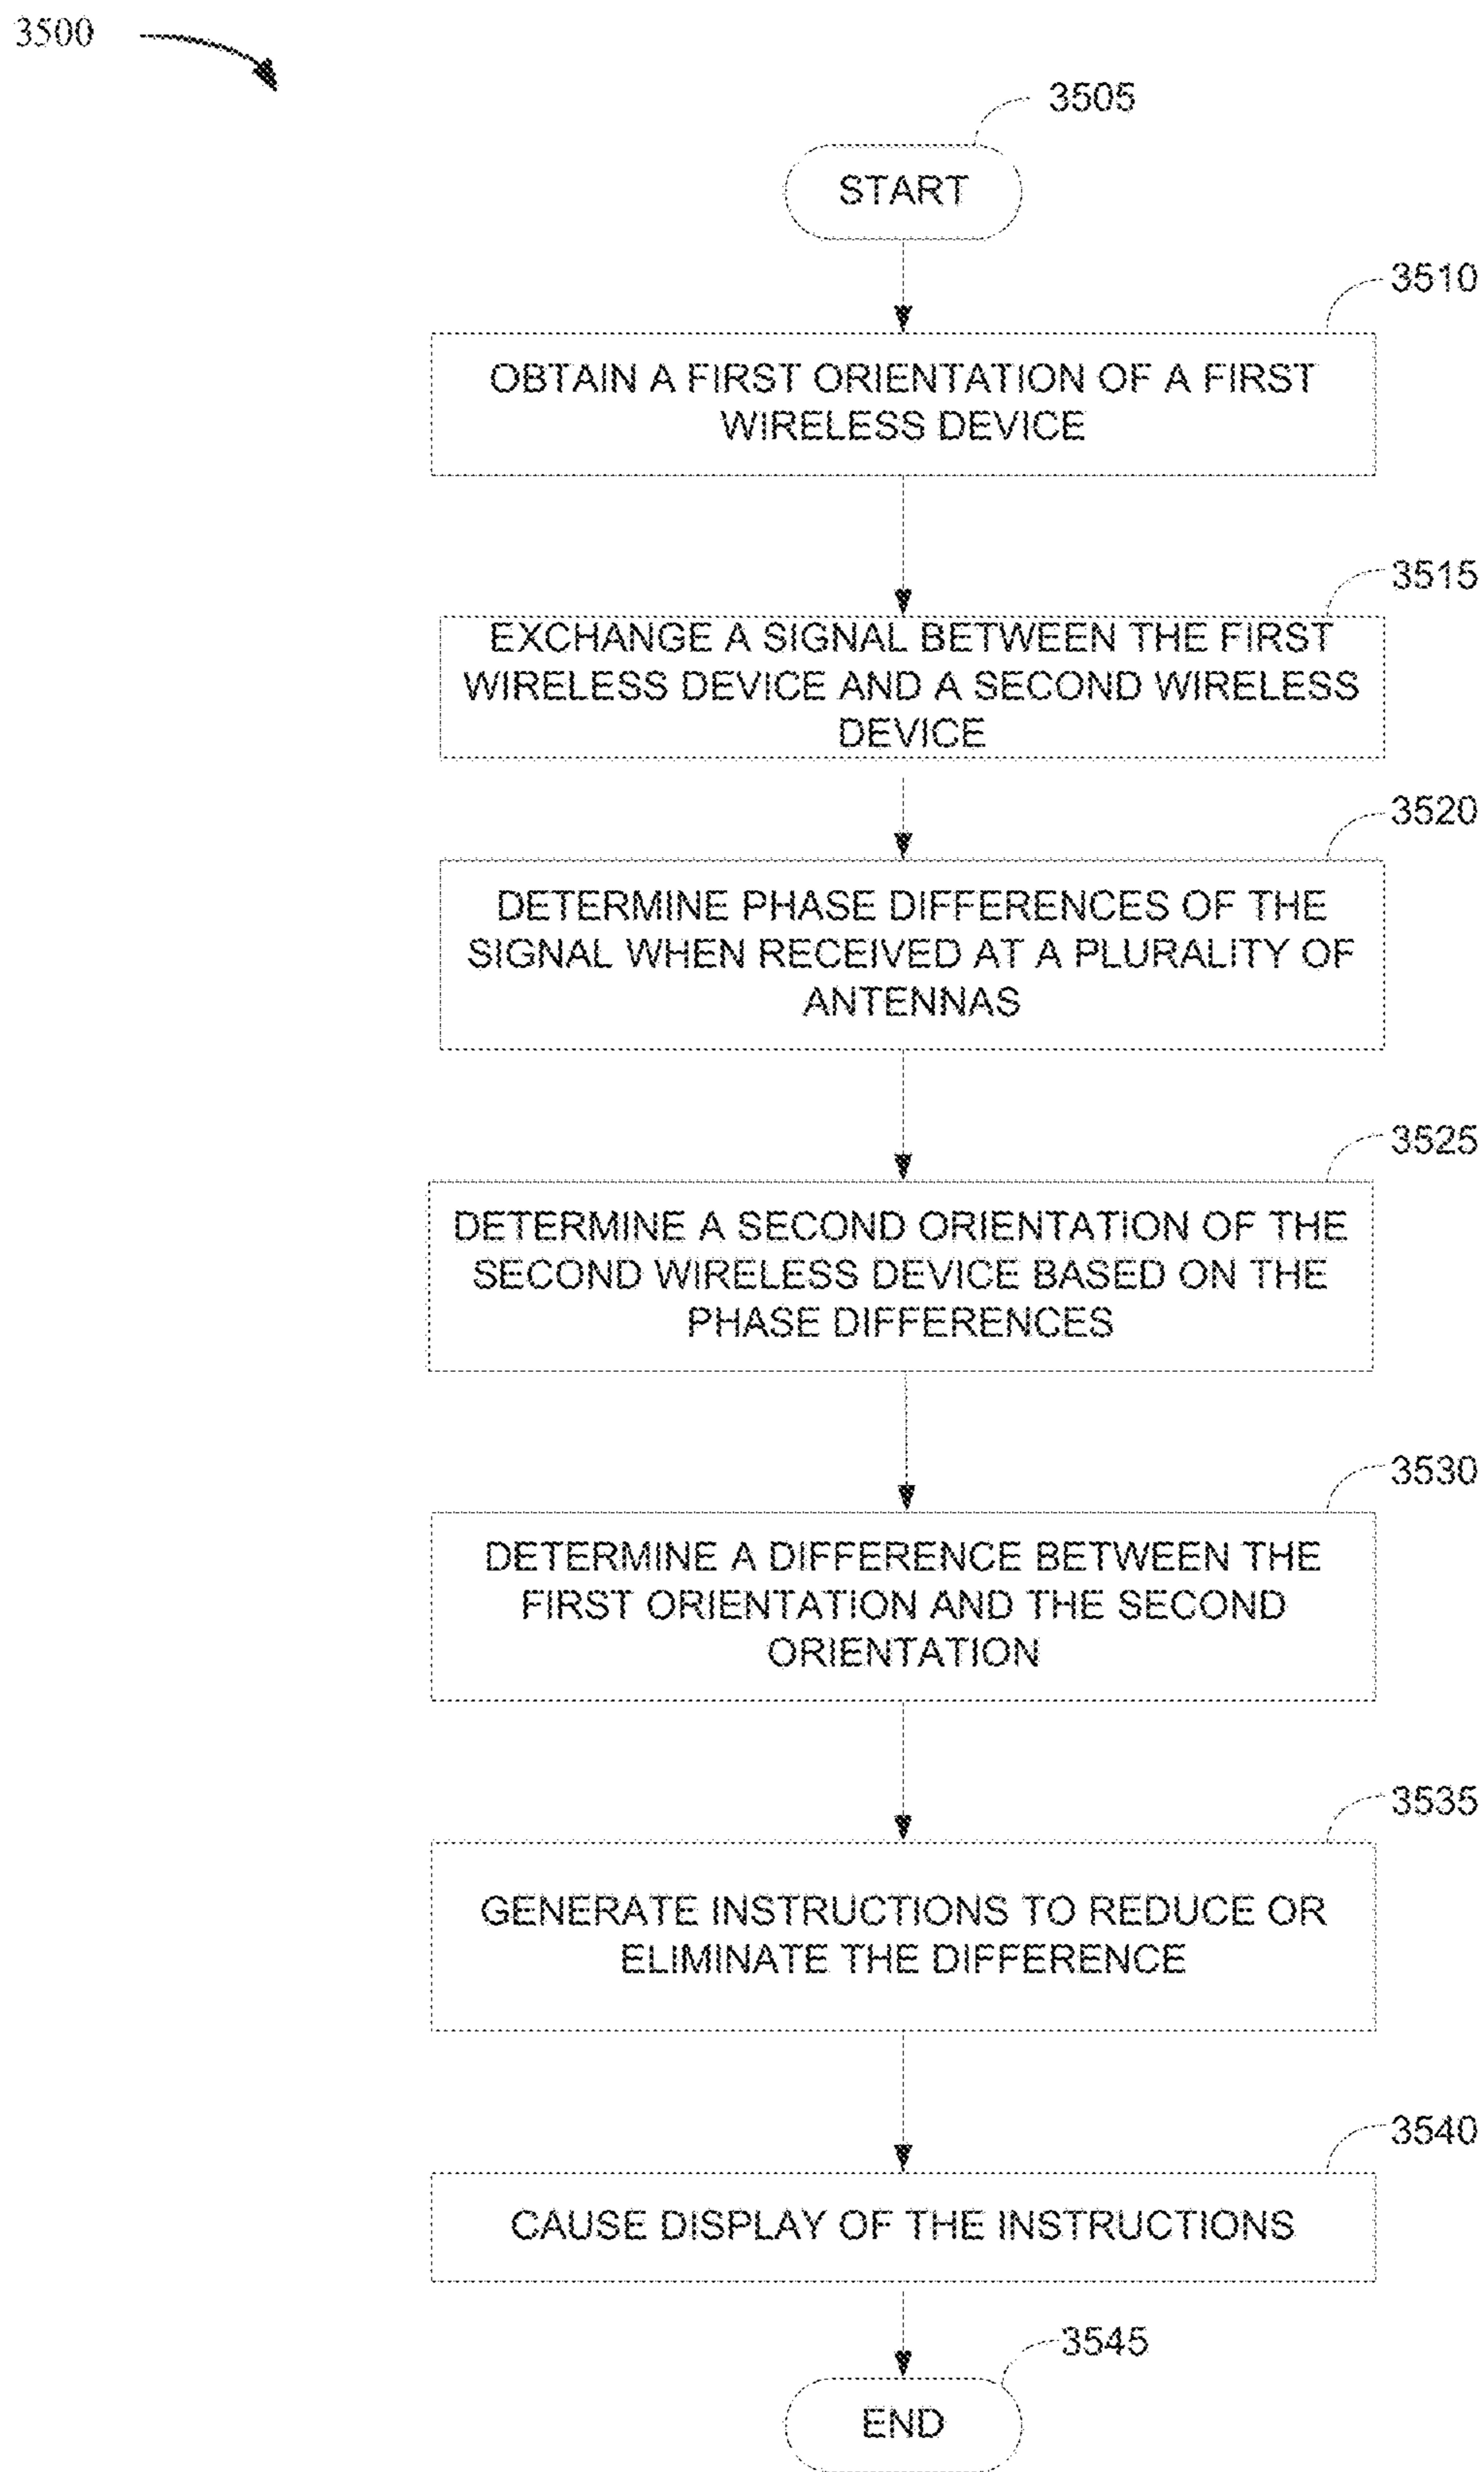 3500
3505
START
3510
OBTAIN A FIRST ORIENTATION OF A FIRST
WIRELESS DEVICE
3515
EXCHANGE A SIGNAL BETWEEN THE FIRST
WIRELESS DEVICE AND A SECOND WIRELESS
DEVICE
3520
DETERMINE PHASE DIFFERENCES OF THE
SIGNAL WHEN RECEIVED AT A PLURALITY OF
ANTENNAS
3525
DETERMINE A SECOND ORIENTATION OF THE
SECOND WIRELESS DEVICE BASED ON THE
PHASE DIFFERENCES
3530
DETERMINE A DIFFERENCE BETWEEN THE
FIRST ORIENTATION AND THE SECOND
ORIENTATION
3535
GENERATE INSTRUCTIONS TO REDUCE OR
ELIMINATE THE DIFFERENCE
3540
CAUSE DISPLAY OF THE INSTRUCTIONS
3545
END